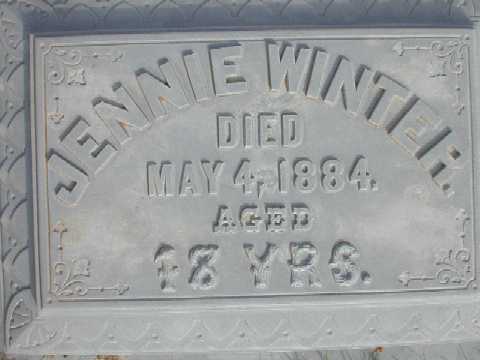 JENNIE WINTER.
DIED
MAY 4, 1884.
AGED
18 YRS.